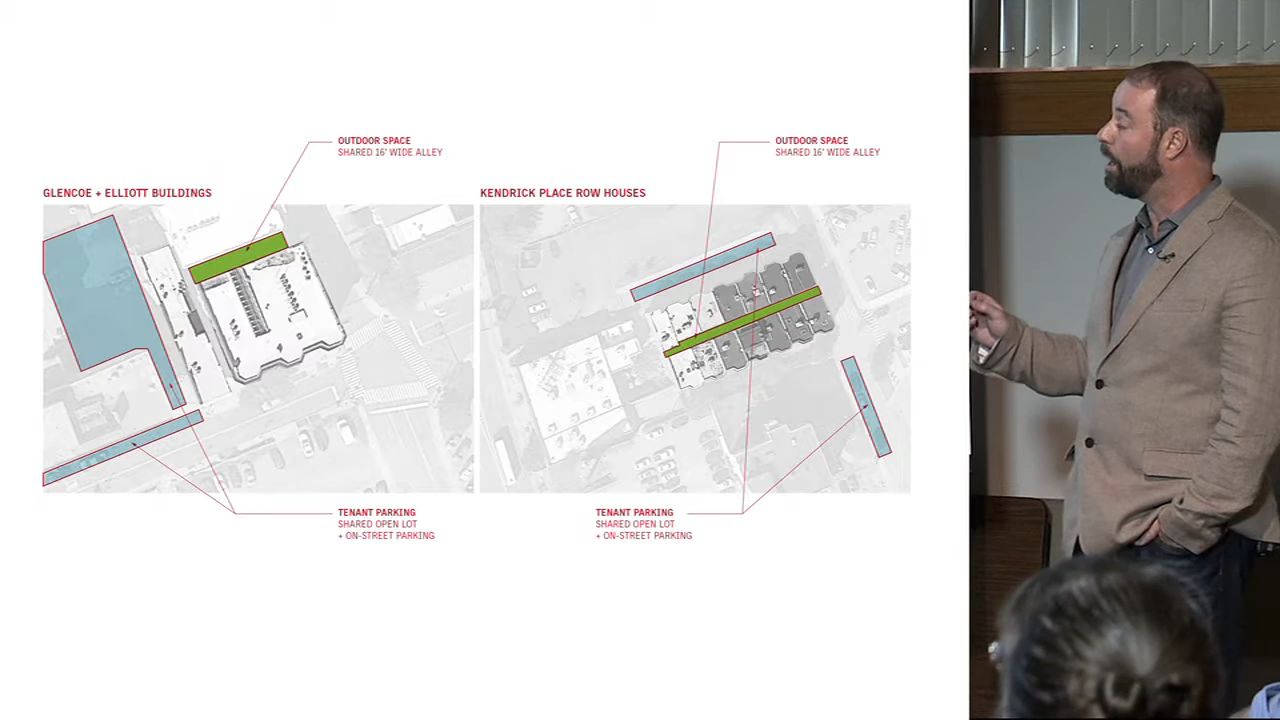 OUTDOOR SPACE
SHARED 16' WIDE ALLEY
GLENCOE + ELLIOTT BUILDINGS
TENANT PARKING
SHARED OPEN LOT
+ ON-STREET PARKING
OUTDOOR SPACE
SHARED 16' WIDE ALLEY
KENDRICK PLACE ROW HOUSES
TENANT PARKING
SHARED OPEN LOT
+ ON-STREET PARKING